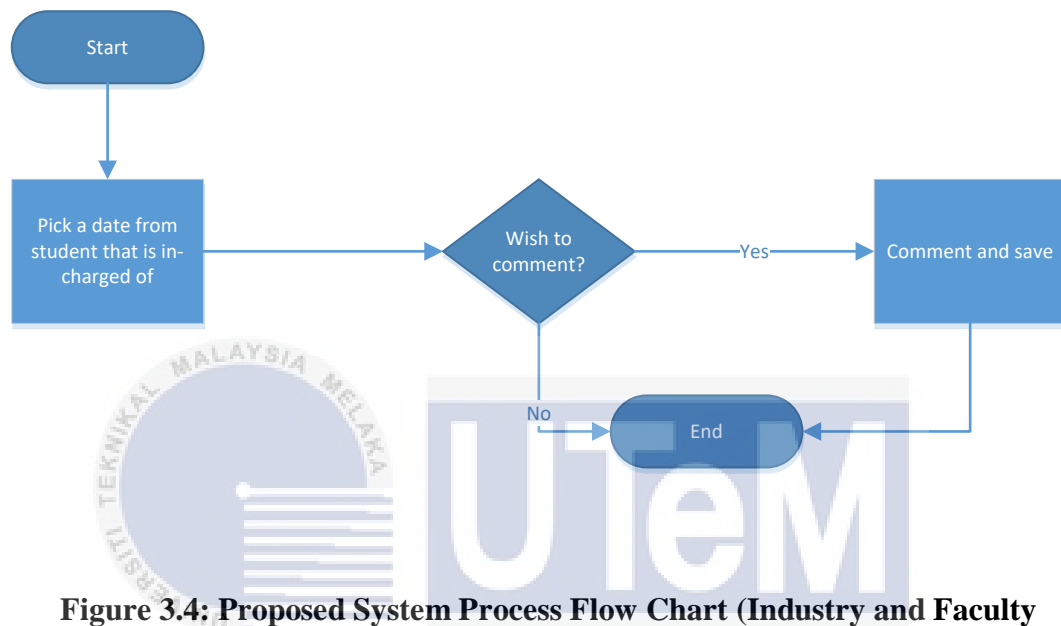 Start
Pick a date from
student that is in-
charged of
Wish to
comment?
Yes
Comment and save
No
End
TEKNIKAL MALAYSIA MELAKA
UTeM
Figure 3.4: Proposed System Process Flow Chart (Industry and Faculty